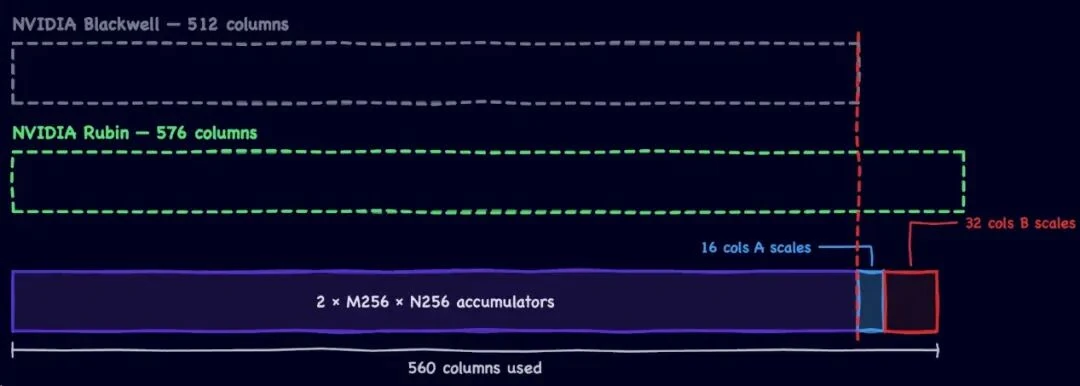 NVIDIA Blackwell — 512 columns
NVIDIA Rubin — 576 columns
32 cols B scales
16 cols A scales
2 × M256 × N256 accumulators
560 columns used